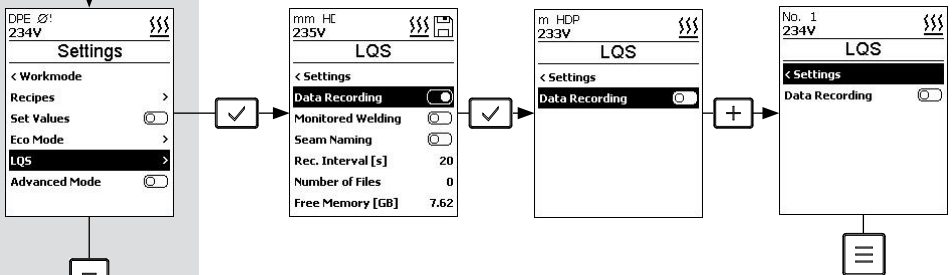 DPE Ø!
234V
Settings
< Workmode
Recipes >
Set Values
Eco Mode >
LQS >
Advanced Mode
mm HD
235V
LQS
< Settings
Data Recording
Monitored Welding
Seam Naming
Rec. Interval [s] 20
Number of Files 0
Free Memory [GB] 7.62
m HDP
233V
LQS
< Settings
Data Recording
+
No. 1
234V
LQS
< Settings
Data Recording